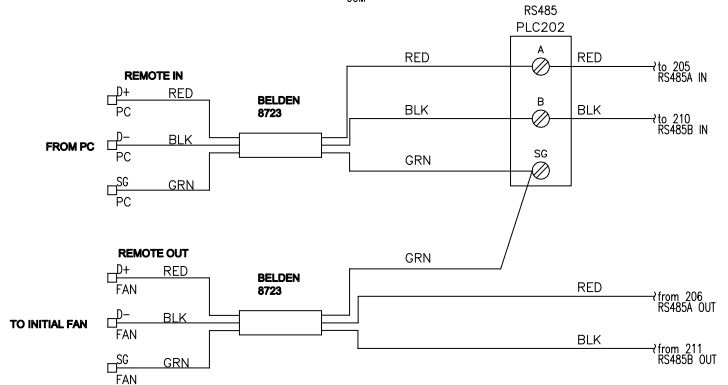 COM
RS485
PLC202
A
RED
RED
to 205
RS485A IN
REMOTE IN
D+
RED
PC
BELDEN
8723
B
BLK
BLK
to 210
RS485B IN
FROM PC
D-
BLK
PC
SG
GRN
SG
GRN
PC
REMOTE OUT
D+
RED
FAN
BELDEN
8723
GRN
RED
from 206
RS485A OUT
TO INITIAL FAN
D-
BLK
FAN
BLK
from 211
RS485B OUT
SG
GRN
FAN